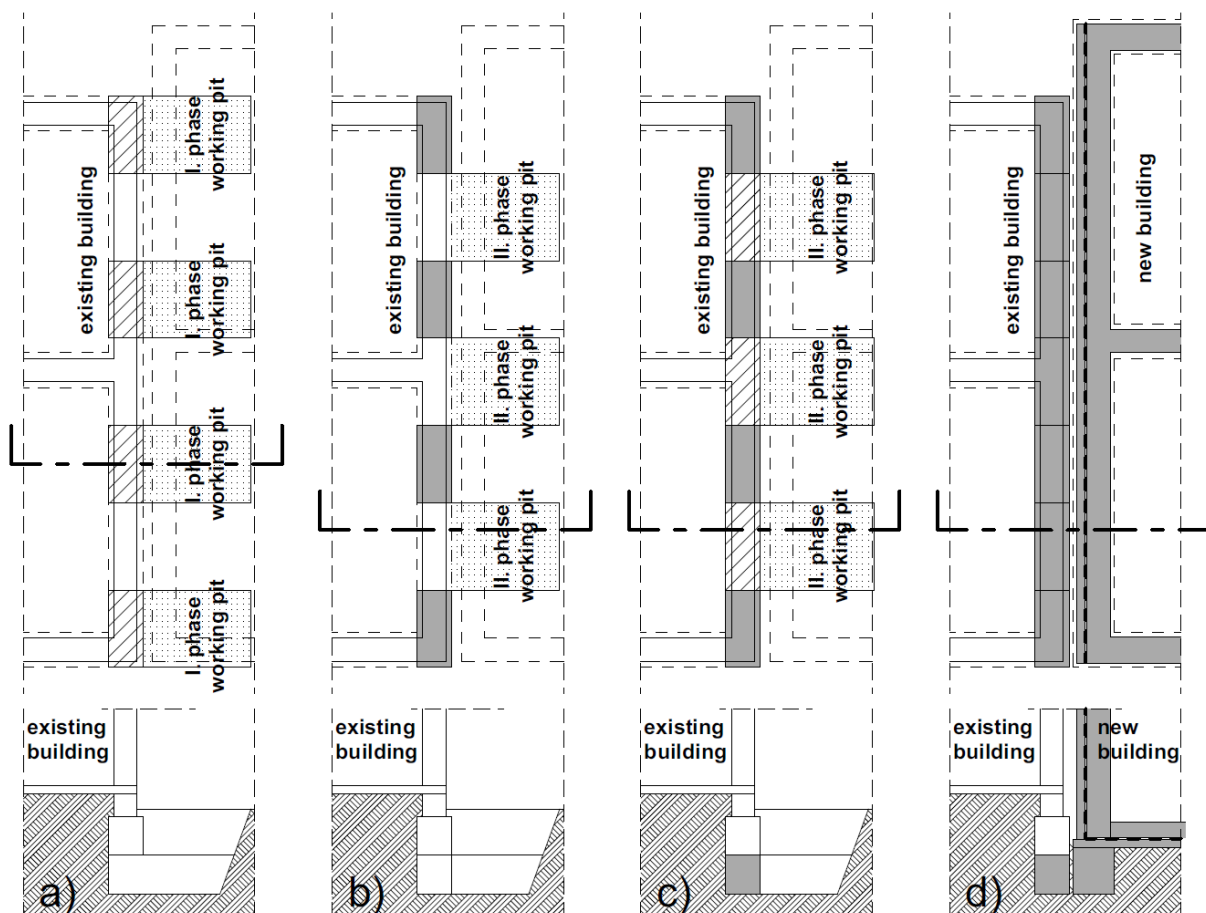 existing building
I. phase
working pit
I. phase
working pit
I. phase
working pit
I. phase
working pit
existing
building
a)
existing building
II. phase
working pit
II. phase
working pit
II. phase
working pit
existing
building
b)
existing building
II. phase
working pit
II. phase
working pit
II. phase
working pit
existing
building
c)
existing building
new building
existing
building
new
building
d)